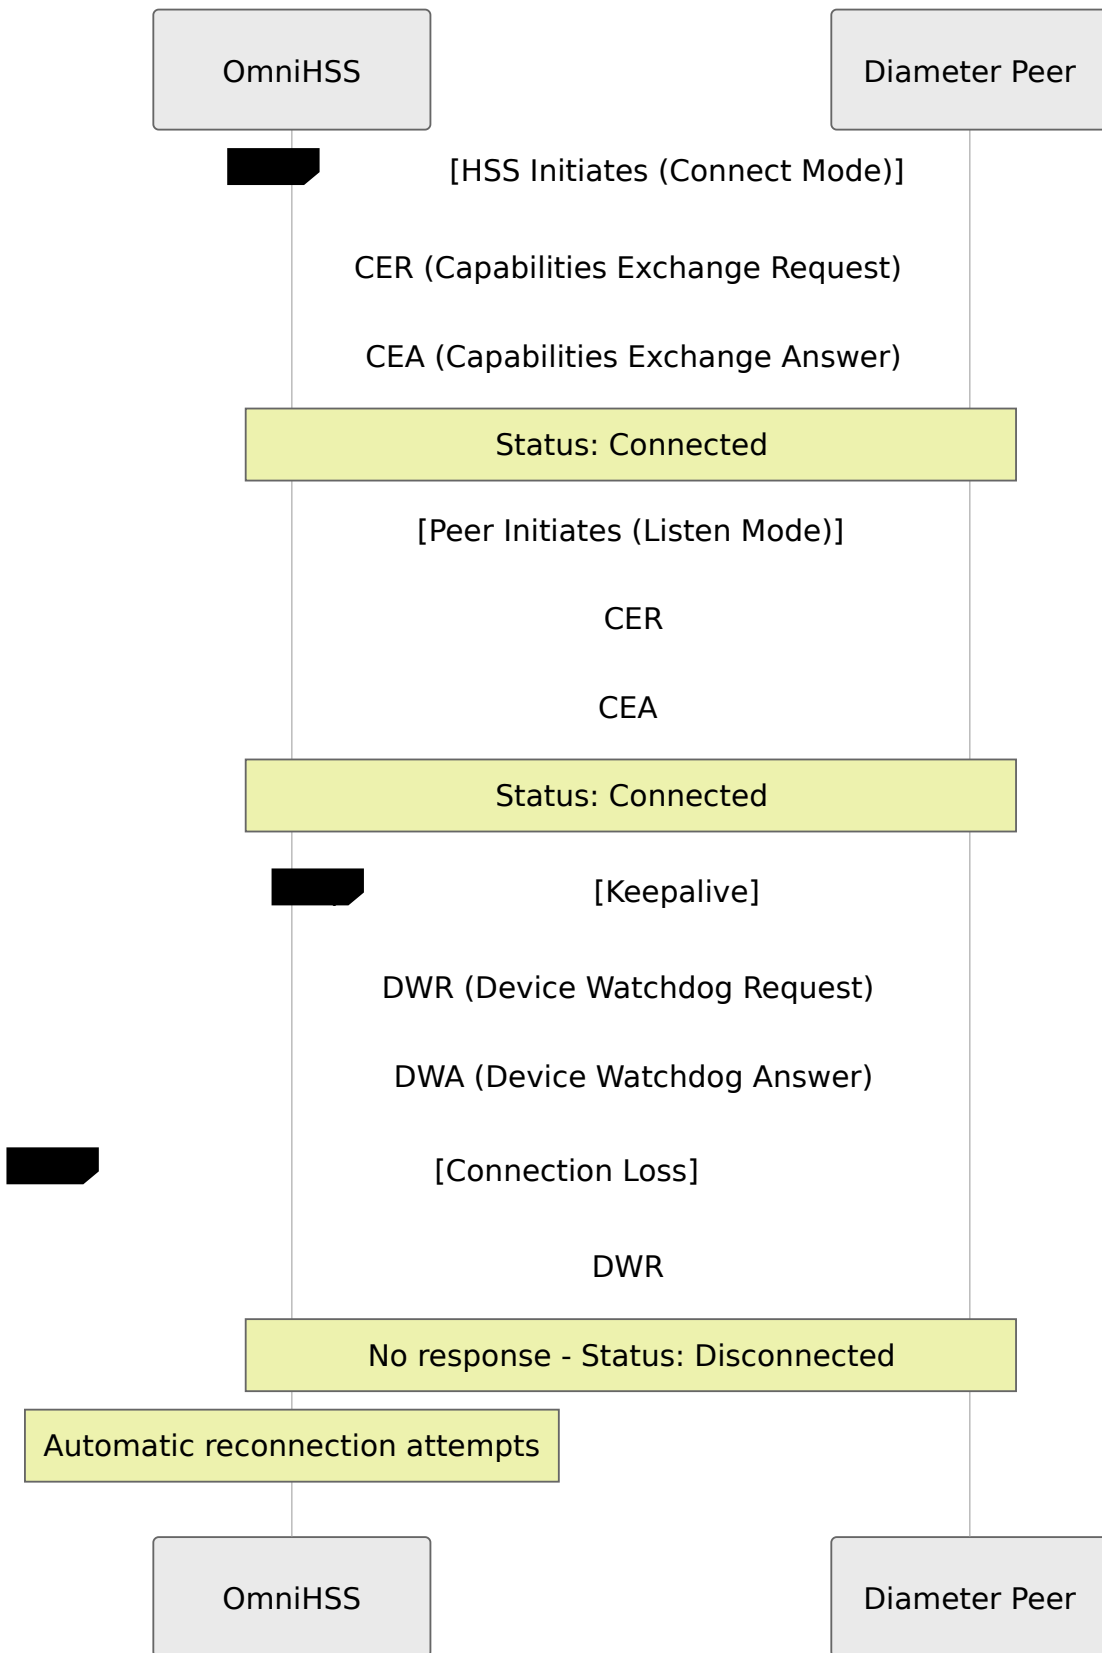 OmniHSS
Diameter Peer
[HSS Initiates (Connect Mode)]
CER (Capabilities Exchange Request)
CEA (Capabilities Exchange Answer)
Status: Connected
[Peer Initiates (Listen Mode)]
CER
CEA
Status: Connected
[Keepalive]
DWR (Device Watchdog Request)
DWA (Device Watchdog Answer)
[Connection Loss]
DWR
No response - Status: Disconnected
Automatic reconnection attempts
OmniHSS
Diameter Peer